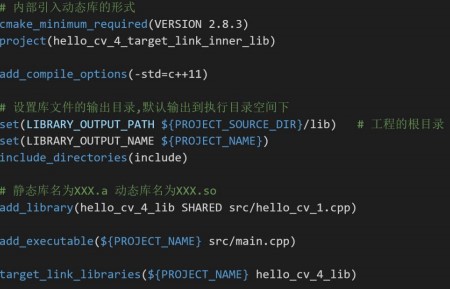 # 内部引入动态库的形式
cmake_minimum_required(VERSION 2.8.3)
project(hello_cv_4_target_link_inner_lib)
add_compile_options(-std=c++11)
# 设置库文件的输出目录,默认输出到执行目录空间下
set(LIBRARY_OUTPUT_PATH ${PROJECT_SOURCE_DIR}/lib)   # 工程的根目录
set(LIBRARY_OUTPUT_NAME ${PROJECT_NAME})
include_directories(include)
# 静态库名为XXX.a 动态库名为XXX.so
add_library(hello_cv_4_lib SHARED src/hello_cv_1.cpp)
add_executable(${PROJECT_NAME} src/main.cpp)
target_link_libraries(${PROJECT_NAME} hello_cv_4_lib)